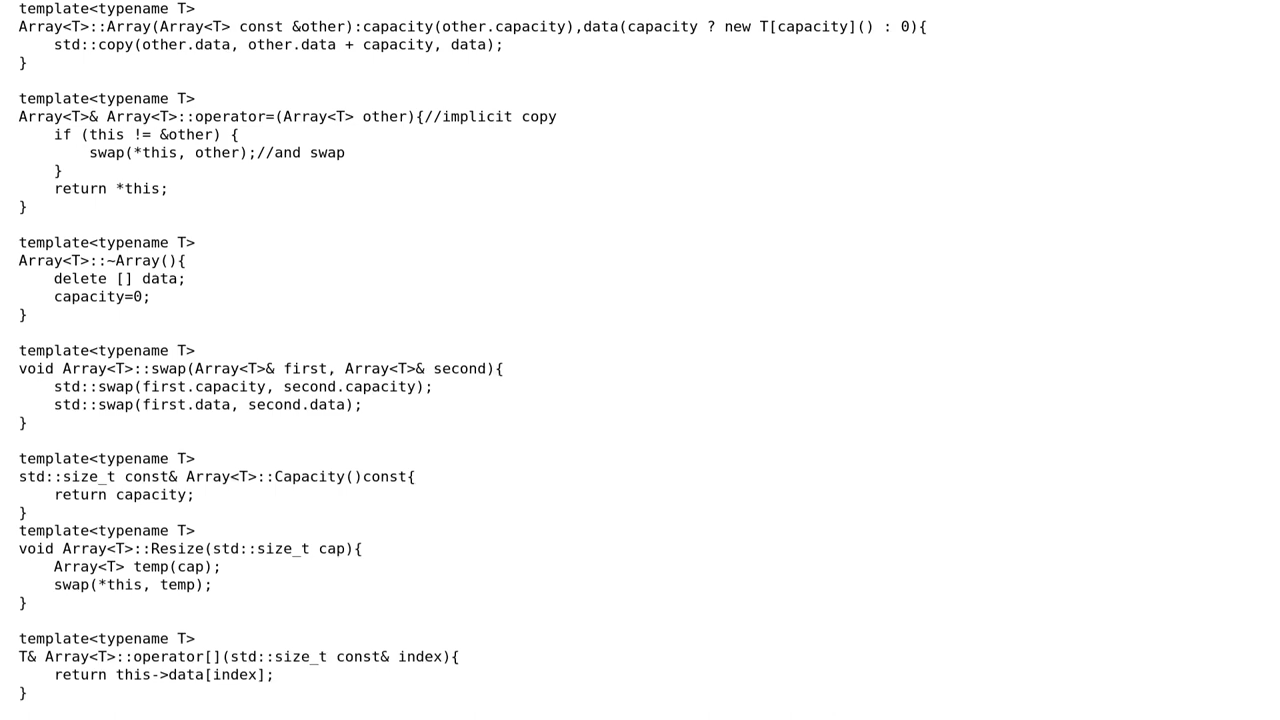 template<typename T>
Array<T>::Array(Array<T> const &other):capacity(other.capacity),data(capacity ? new T[capacity]() : 0){
    std::copy(other.data, other.data + capacity, data);
}

template<typename T>
Array<T>& Array<T>::operator=(Array<T> other){//implicit copy
    if (this != &other) {
        swap(*this, other);//and swap
    }
    return *this;
}

template<typename T>
Array<T>::~Array(){
    delete [] data;
    capacity=0;
}

template<typename T>
void Array<T>::swap(Array<T>& first, Array<T>& second){
    std::swap(first.capacity, second.capacity);
    std::swap(first.data, second.data);
}

template<typename T>
std::size_t const& Array<T>::Capacity()const{
    return capacity;
}
template<typename T>
void Array<T>::Resize(std::size_t cap){
    Array<T> temp(cap);
    swap(*this, temp);
}

template<typename T>
T& Array<T>::operator[](std::size_t const& index){
    return this->data[index];
}